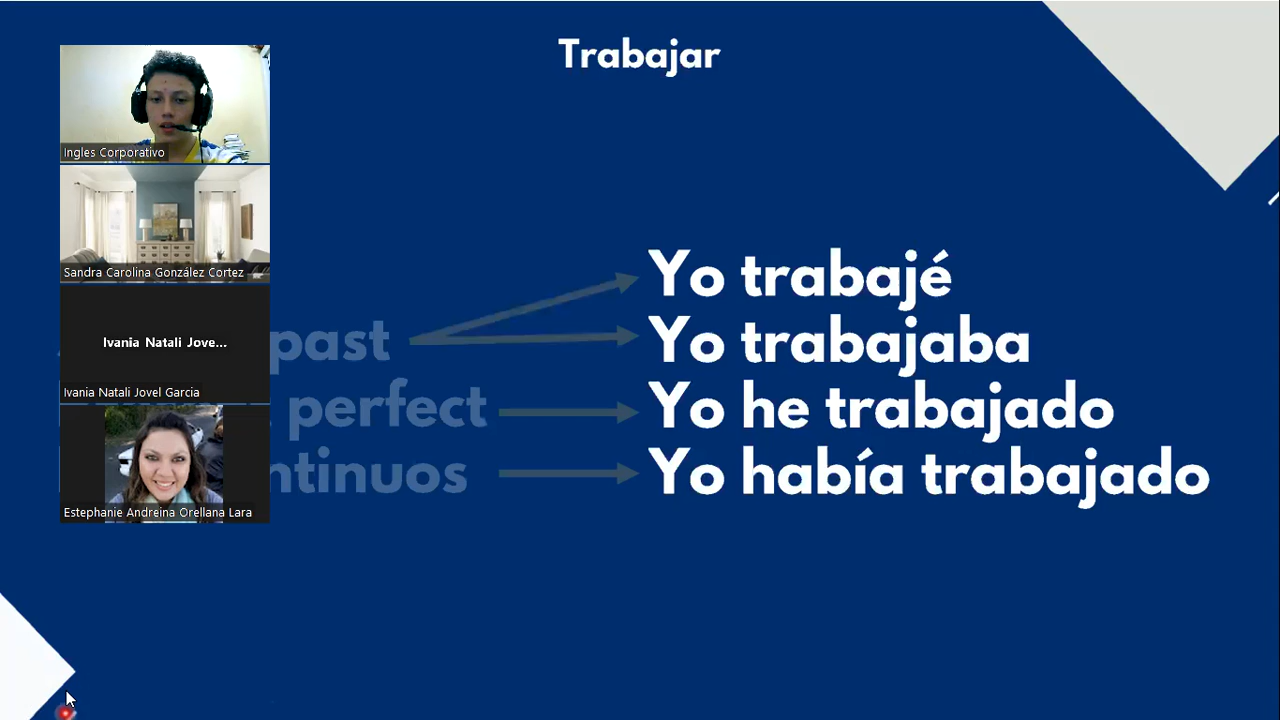 Trabajar
Ingles Corporativo
Sandra Carolina González Cortez
Ivania Natali Jove...
Ivania Natali Jovel Garcia
Estephanie Andreina Orellana Lara
past
perfect
Yo trabajé
Yo trabajaba
Yo he trabajado
Yo había trabajado